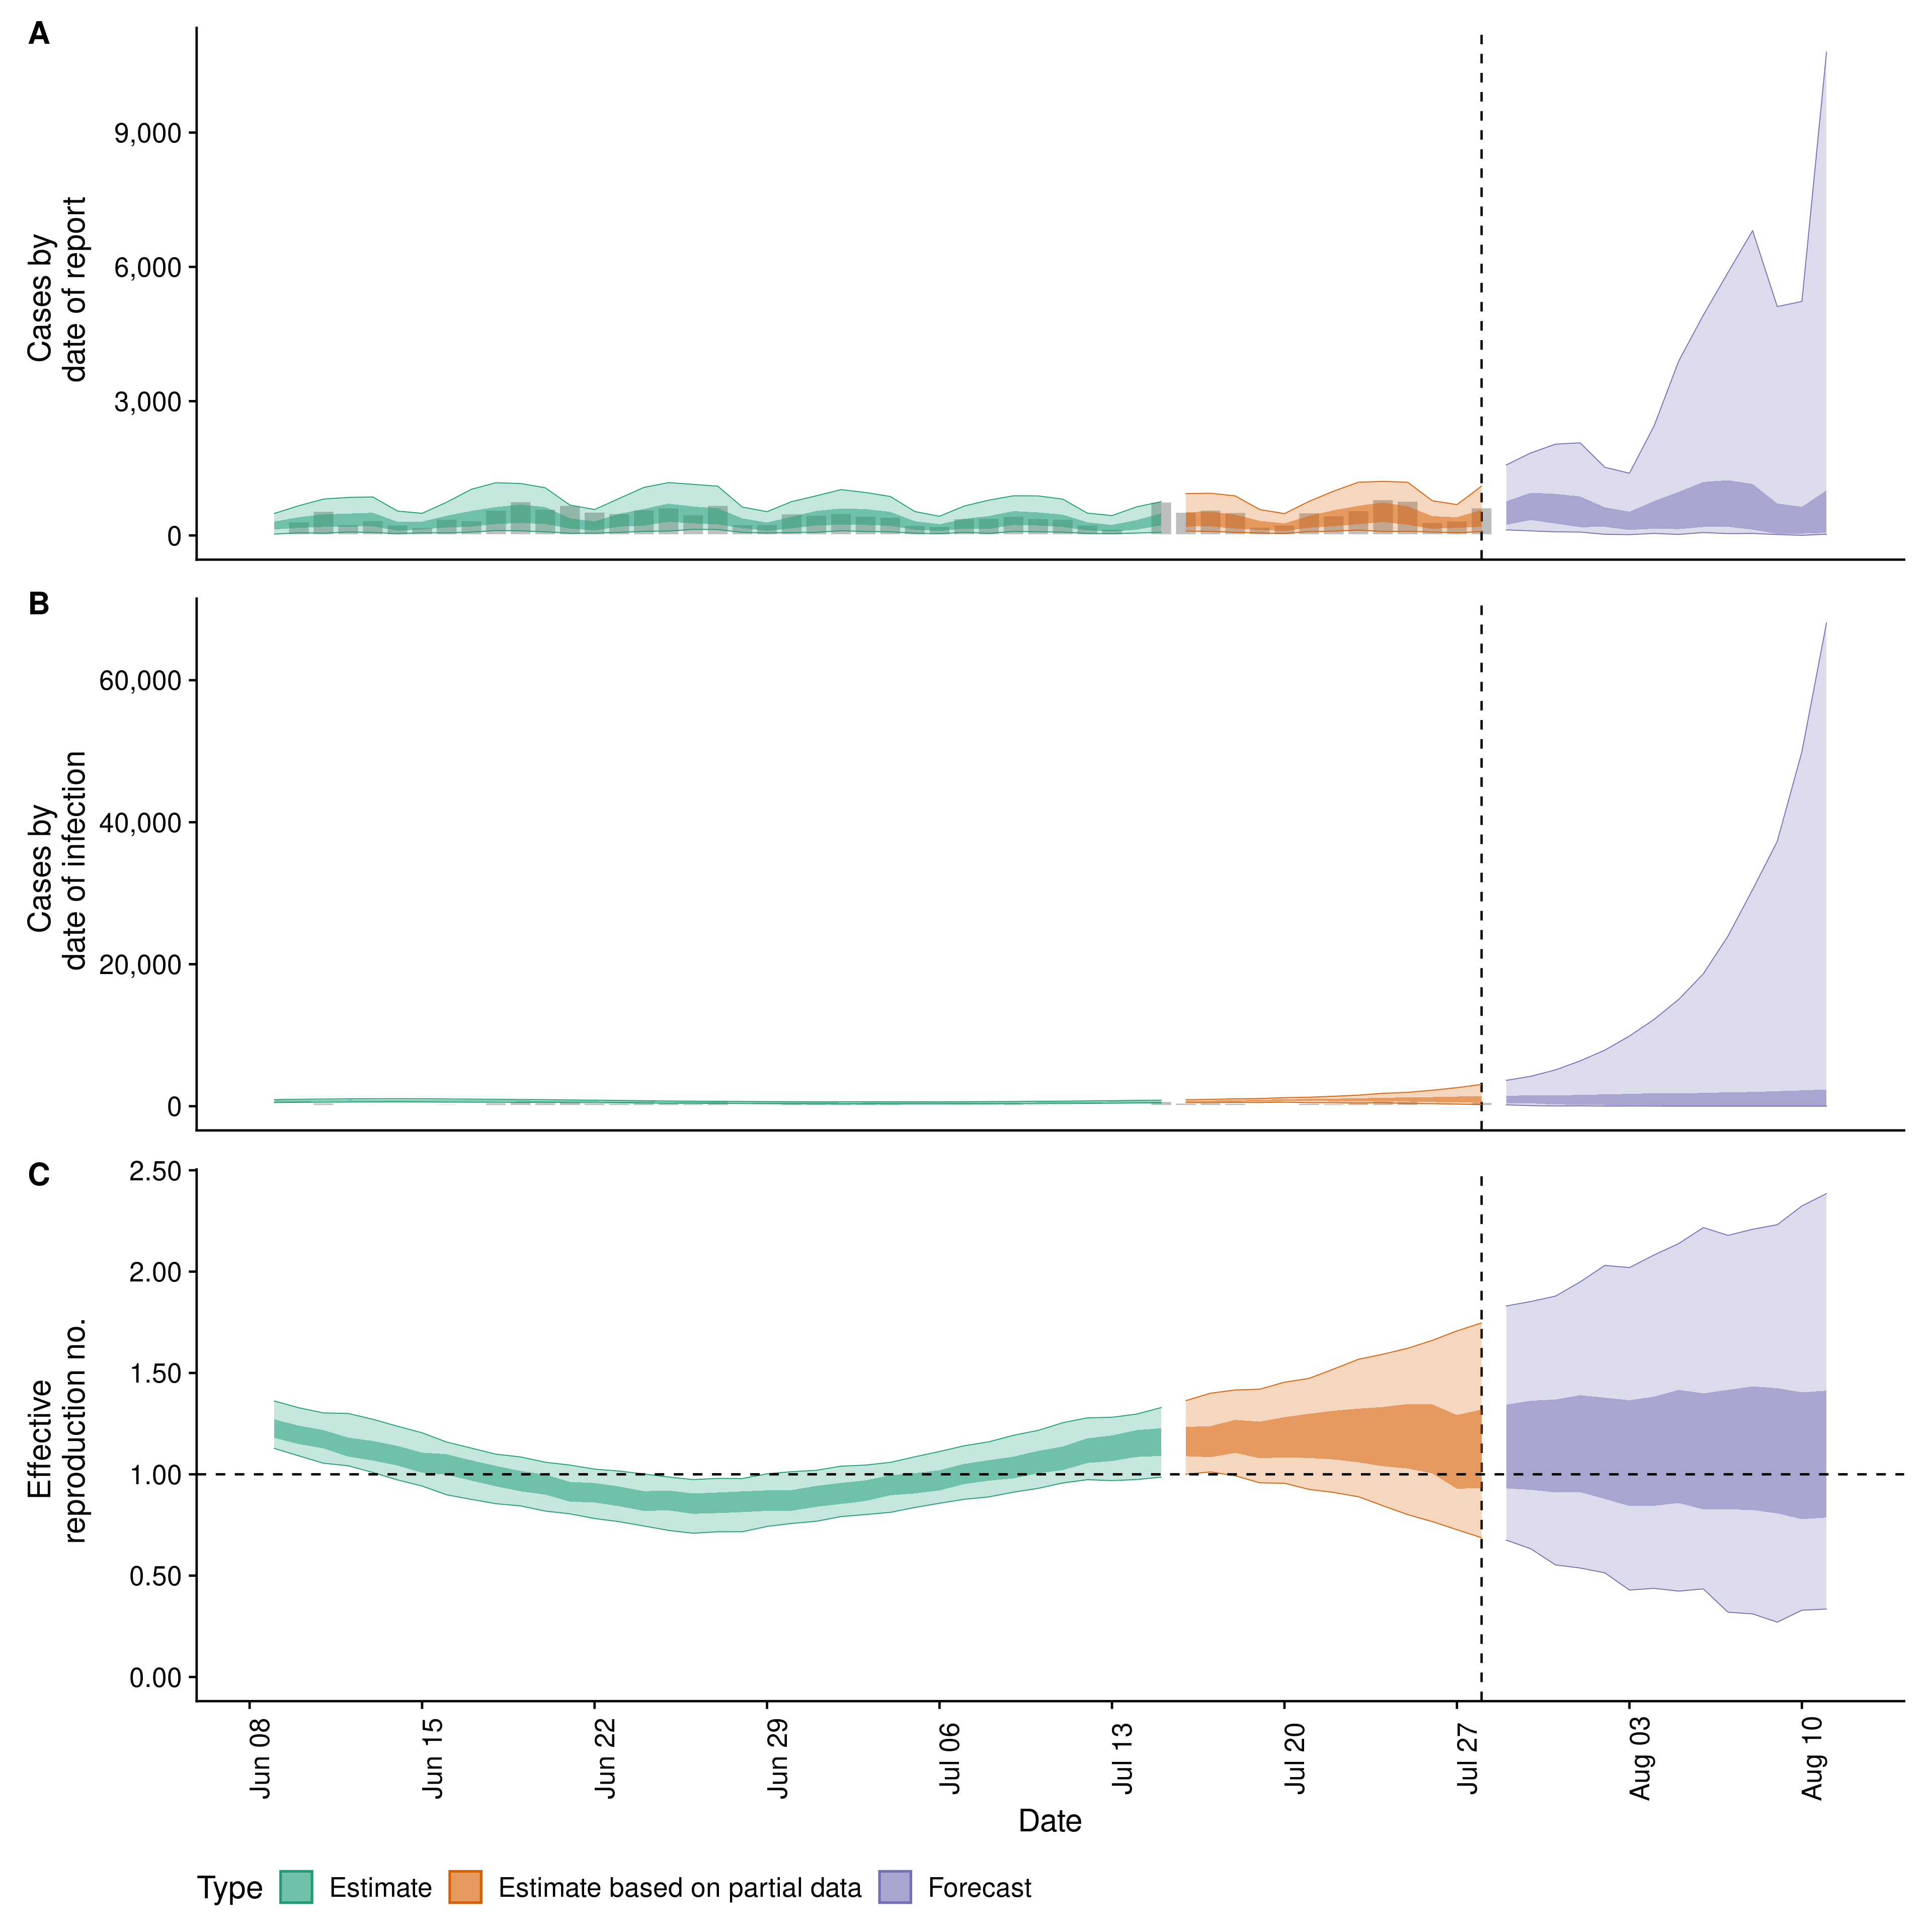 A
Cases by
date of report
9,000
6,000
3,000
0
B
Cases by
date of infection
60,000
40,000
20,000
0
C
Effective
reproduction no.
2.50
2.00
1.50
1.00
0.50
0.00
Jun 08
Jun 15
Jun 22
Jun 29
Jul 06
Jul 13
Jul 20
Jul 27
Aug 03
Aug 10
Date
Type Estimate Estimate based on partial data Forecast